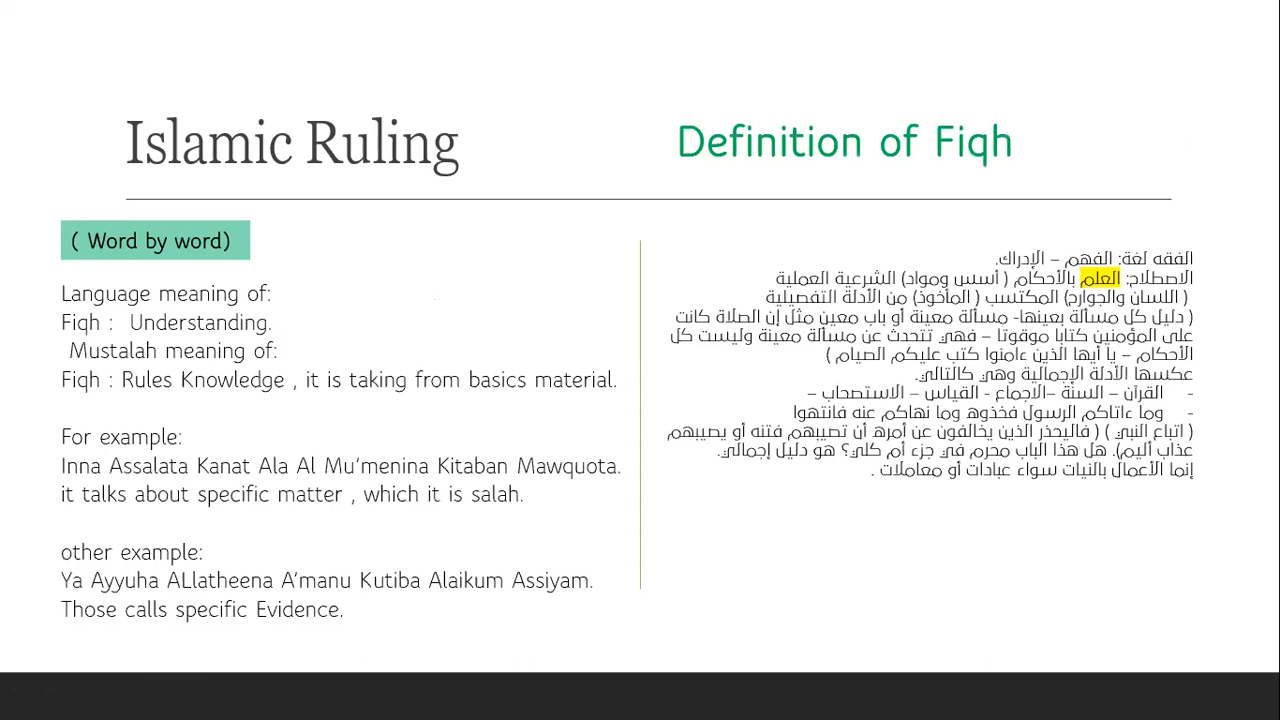 Islamic Ruling
Definition of Fiqh
( Word by word)
Language meaning of:
Fiqh : Understanding.
Mustalah meaning of:
Fiqh : Rules Knowledge , it is taking from basics material.
For example:
Inna Assalata Kanat Ala Al Mu'menina Kitaban Mawquota.
it talks about specific matter , which it is salah.
other example:
Ya Ayyuha ALlatheena A'manu Kutiba Alaikum Assiyam.
Those calls specific Evidence.
الفقه لغة: الفهم – الإدراك.
الاصطلاح: العلم بالأحكام ( أسس ومواد) الشرعية العملية
( اللسان والجوارح) المكتسب ( المأخوذ) من الأدلة التفصيلية
( دليل كل مسألة بعينها- مسألة معينة أو باب معين مثل إن الصلاة كانت
على المؤمنين كتابا موقوتا – فهي تتحدث عن مسألة معينة وليست كل
الأحكام – يا أيها الذين ءامنوا كتب عليكم الصيام )
عكسها الأدلة الإجمالية وهي كالتالي.
- القرآن – السنة –الاجماع - القياس – الاستصحاب –
- وما ءاتاكم الرسول فخذوه وما نهاكم عنه فانتهوا
( اتباع النبي ) ( فاليحذر الذين يخالفون عن أمره أن تصيبهم فتنه أو يصيبهم
عذاب أليم). هل هذا الباب محرم في جزء أم كلي؟ هو دليل إجمالي.
إنما الأعمال بالنيات سواء عبادات أو معاملات .